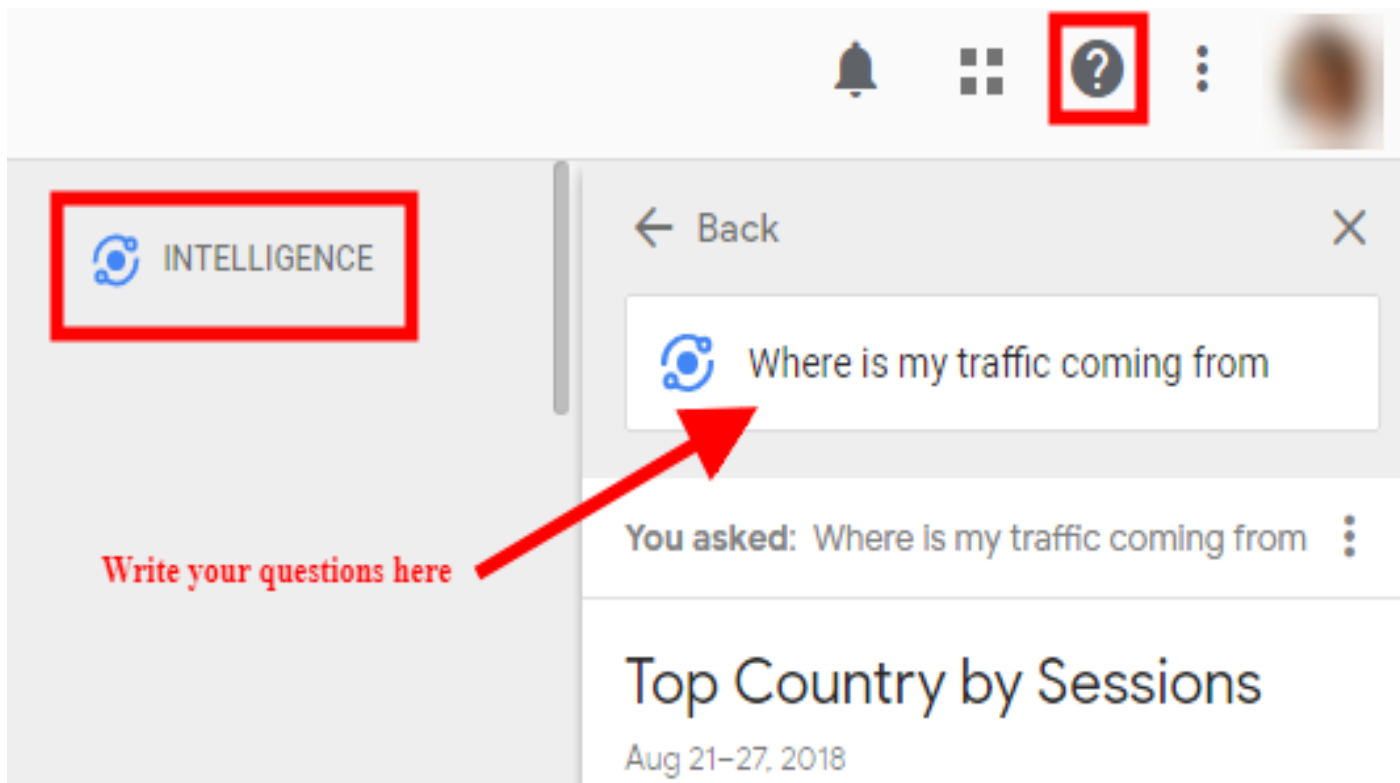 INTELLIGENCE
Back
Where is my traffic coming from
Write your questions here
You asked: Where is my traffic coming from
Top Country by Sessions
Aug 21–27, 2018